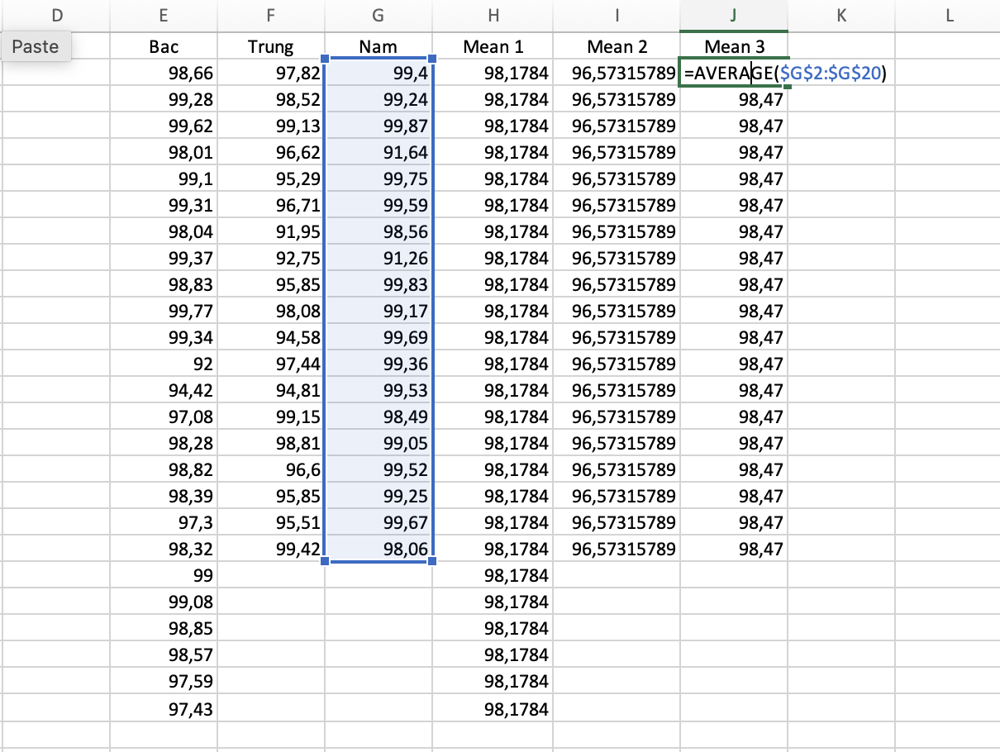 D E F G H I J K L
Paste Bac Trung Nam Mean 1 Mean 2 Mean 3
98,66 97,82 99,4 98,1784 96,57315789 =AVERAGE($G$2:$G$20)
99,28 98,52 99,24 98,1784 96,57315789 98,47
99,62 99,13 99,87 98,1784 96,57315789 98,47
98,01 96,62 91,64 98,1784 96,57315789 98,47
99,1 95,29 99,75 98,1784 96,57315789 98,47
99,31 96,71 99,59 98,1784 96,57315789 98,47
98,04 91,95 98,56 98,1784 96,57315789 98,47
99,37 92,75 91,26 98,1784 96,57315789 98,47
98,83 95,85 99,83 98,1784 96,57315789 98,47
99,77 98,08 99,17 98,1784 96,57315789 98,47
99,34 94,58 99,69 98,1784 96,57315789 98,47
92 97,44 99,36 98,1784 96,57315789 98,47
94,42 94,81 99,53 98,1784 96,57315789 98,47
97,08 99,15 98,49 98,1784 96,57315789 98,47
98,28 98,81 99,05 98,1784 96,57315789 98,47
98,82 96,6 99,52 98,1784 96,57315789 98,47
98,39 95,85 99,25 98,1784 96,57315789 98,47
97,3 95,51 99,67 98,1784 96,57315789 98,47
98,32 99,42 98,06 98,1784 96,57315789 98,47
99 98,1784
99,08 98,1784
98,85 98,1784
98,57 98,1784
97,59 98,1784
97,43 98,1784